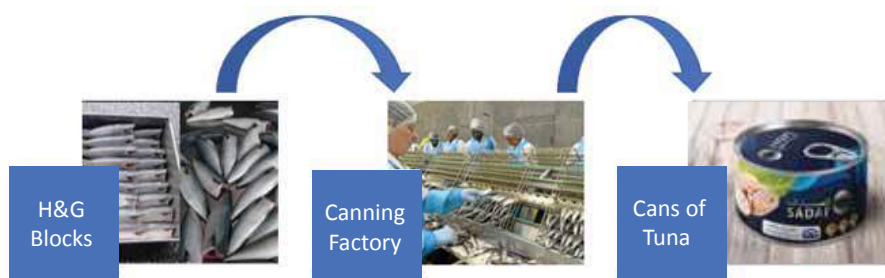 H&G
Blocks
Canning
Factory
Cans of
Tuna
SADAF